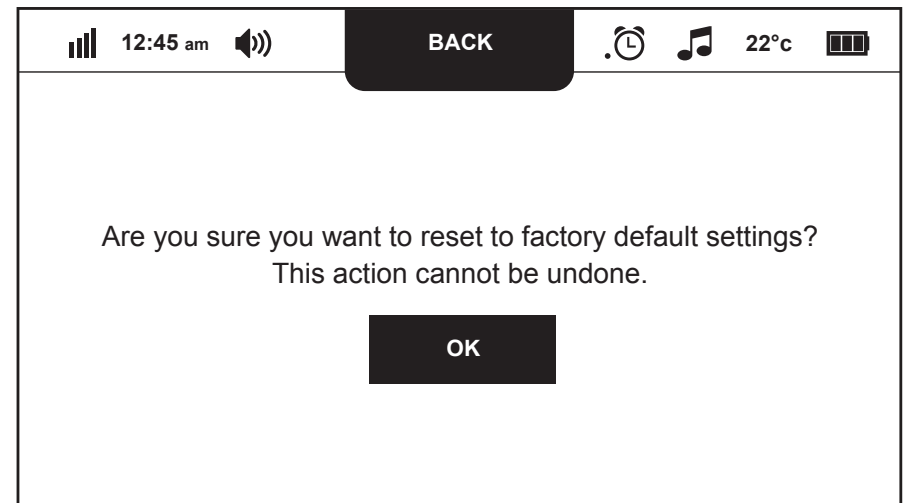 12:45 am BACK 22°c
Are you sure you want to reset to factory default settings?
This action cannot be undone.
OK